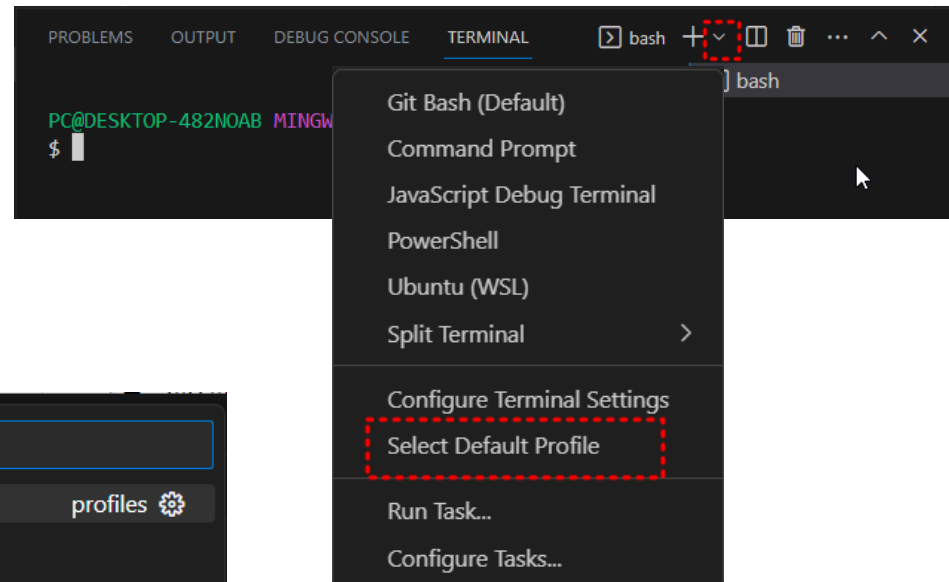 PROBLEMS OUTPUT DEBUG CONSOLE TERMINAL bash
bash
PC@DESKTOP-482NOAB MINGW
$
Git Bash (Default)
Command Prompt
JavaScript Debug Terminal
PowerShell
Ubuntu (WSL)
Split Terminal
Configure Terminal Settings
Select Default Profile
Run Task...
Configure Tasks...
profiles